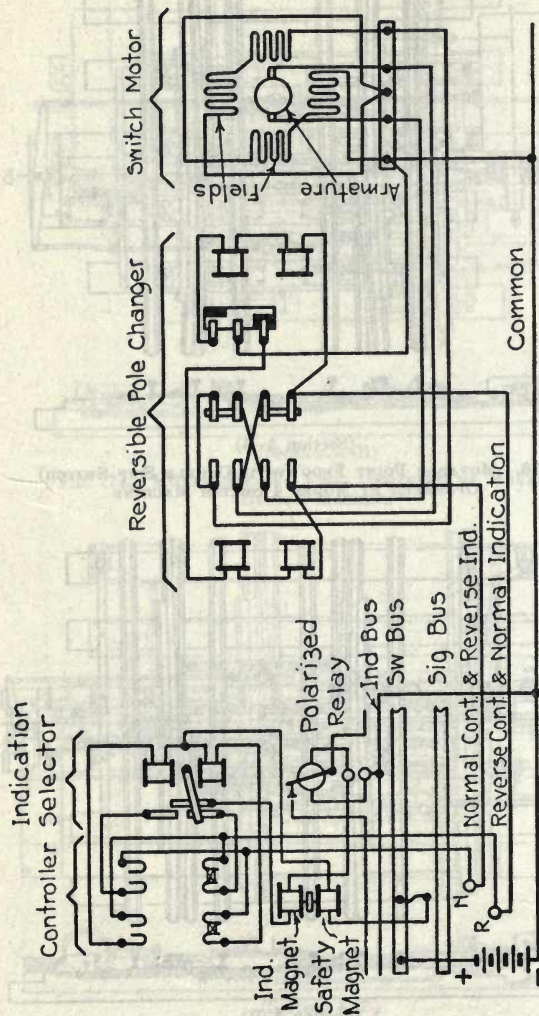 Controller
Indication
Selector
Reversible Pole Changer
Switch Motor
Fields
Armature
Ind.
Magnet
Safety
Magnet
Polarized
Relay
Ind Bus
Sw Bus
Sig Bus
N
Normal Cont. & Reverse Ind.
R
Reverse Cont. & Normal Indication
+
-
Common